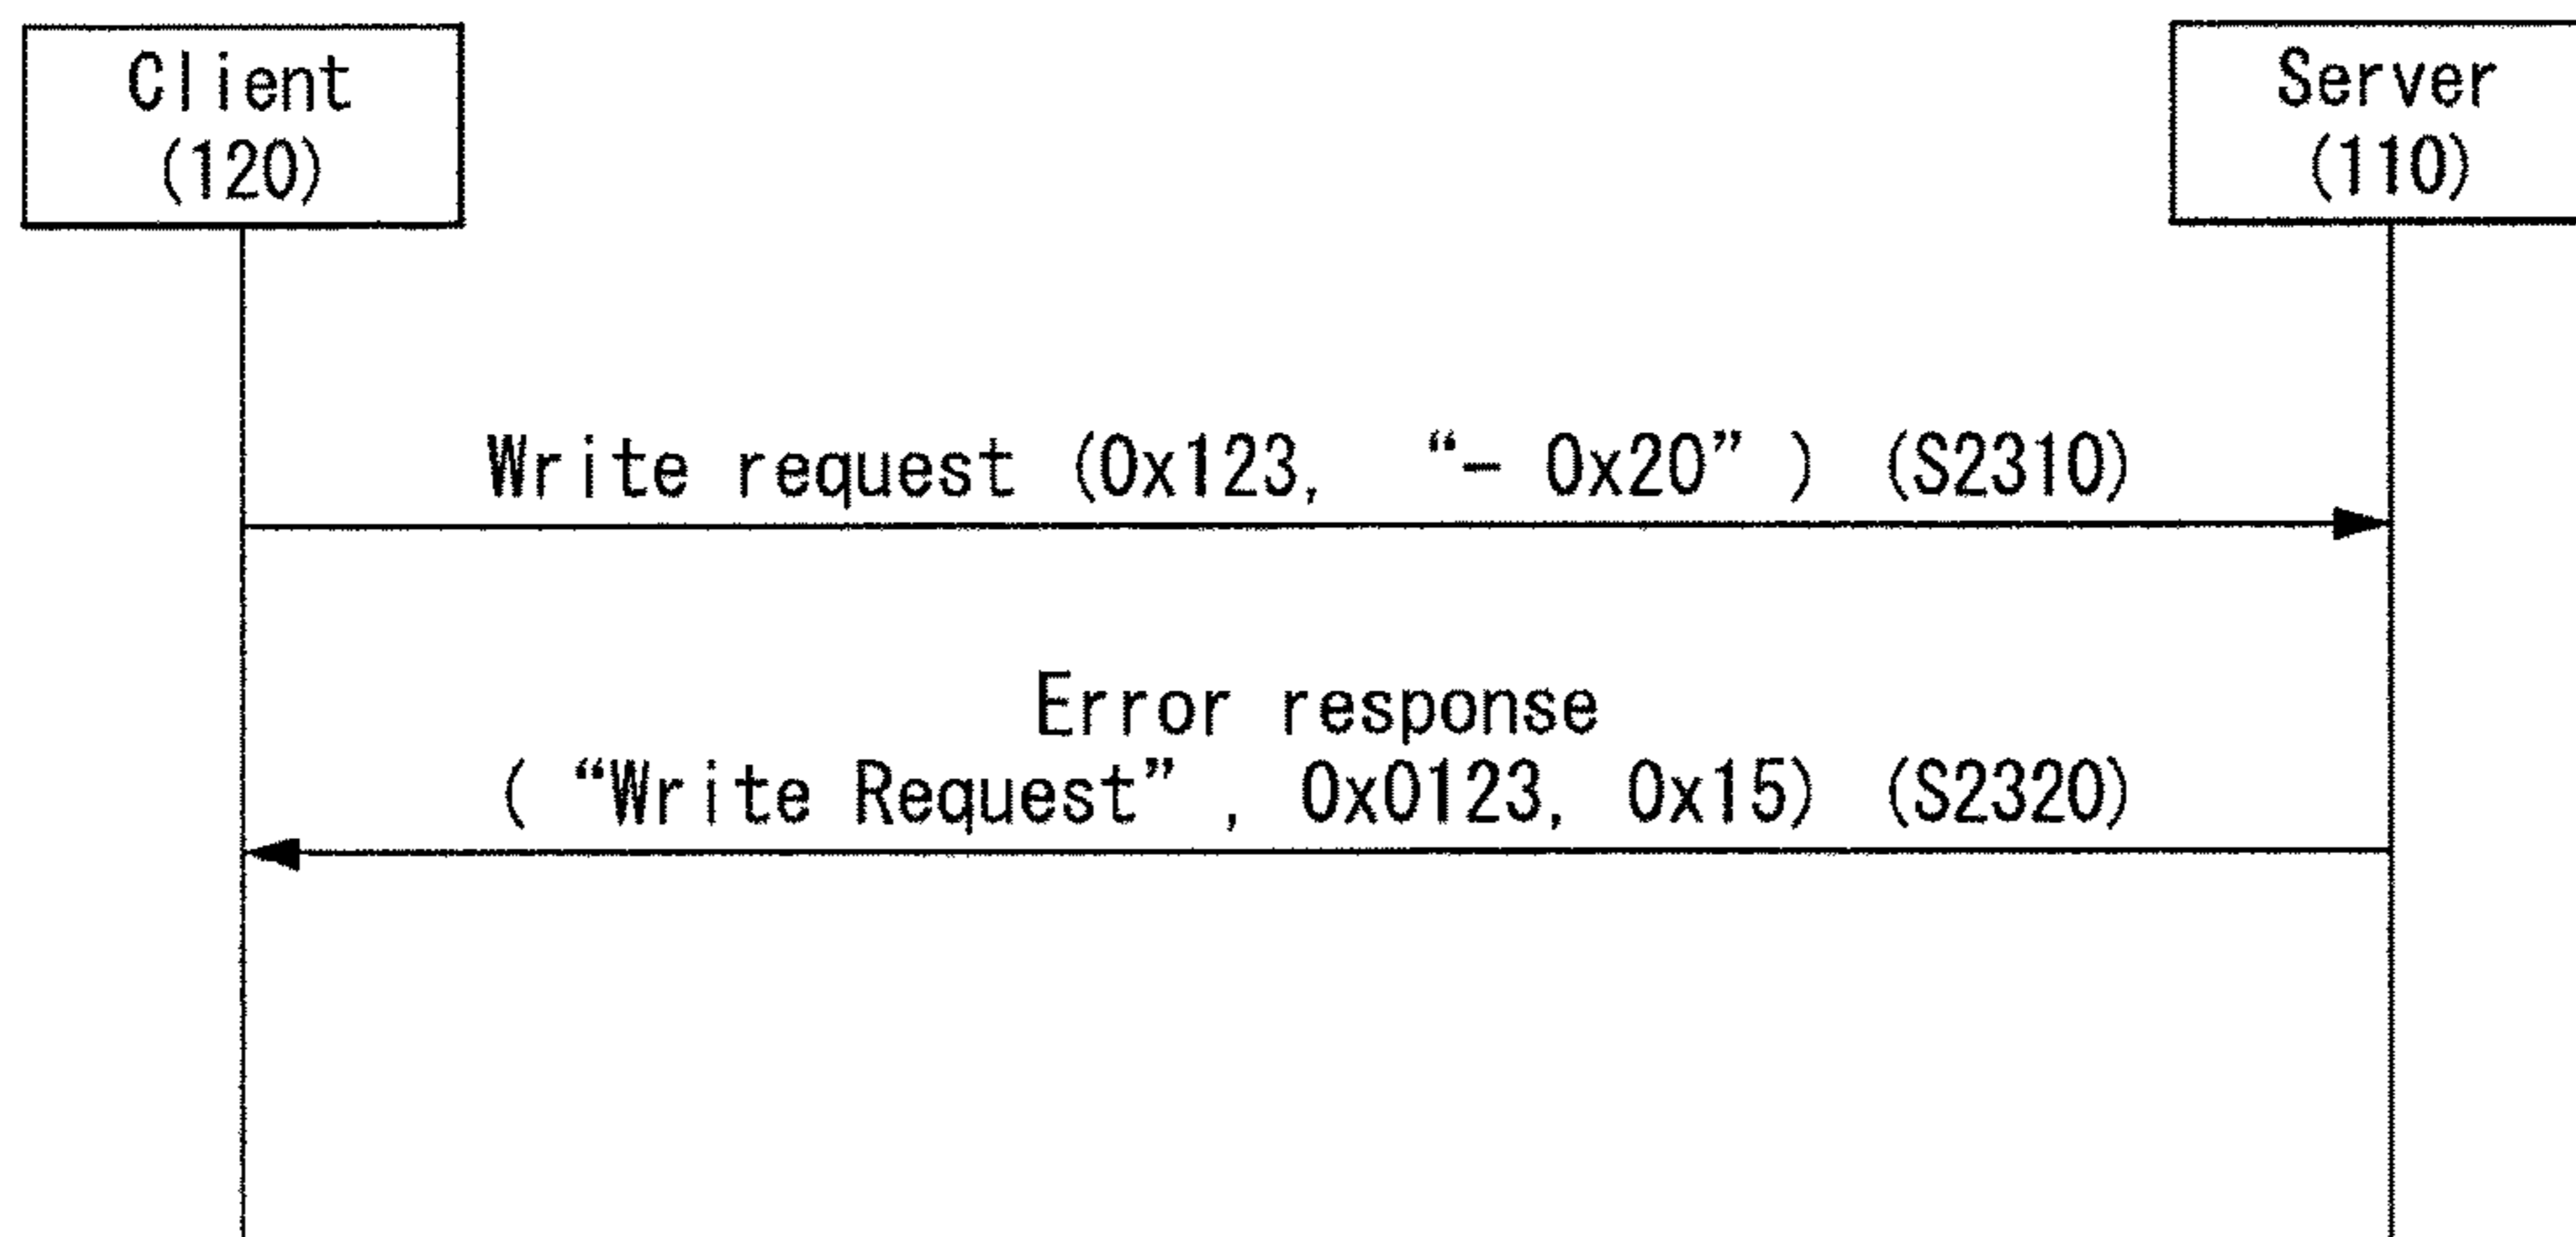 Client
(120)
Server
(110)
Write request (0x123, “- 0x20” ) (S2310)
Error response
( “Write Request” , 0x0123, 0x15) (S2320)